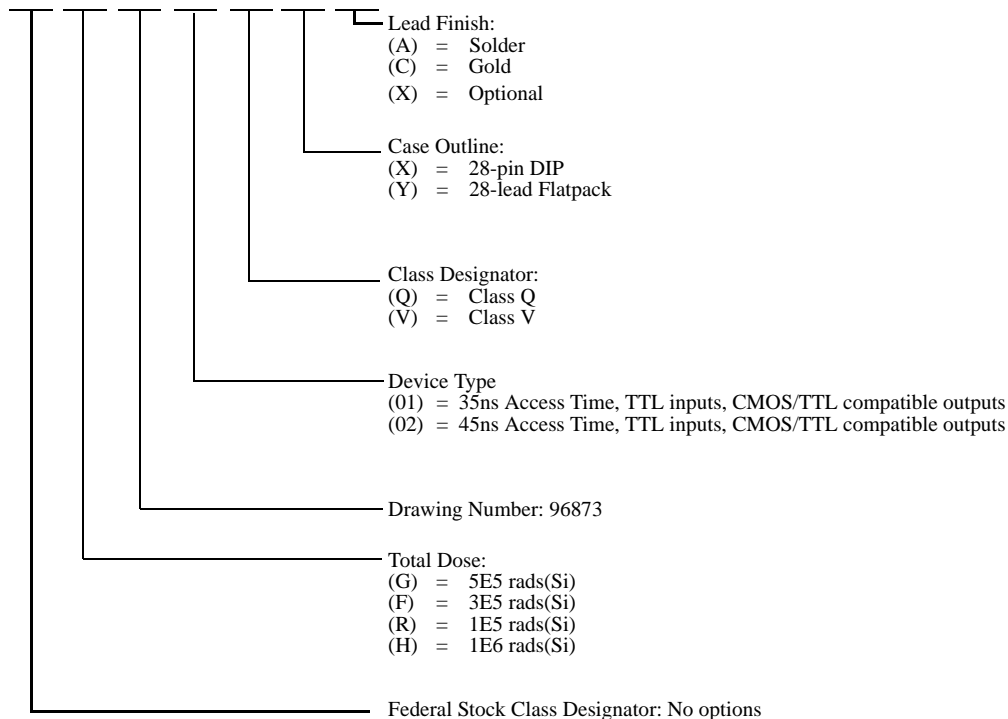 Lead Finish:
(A) = Solder
(C) = Gold
(X) = Optional
Case Outline:
(X) = 28-pin DIP
(Y) = 28-lead Flatpack
Class Designator:
(Q) = Class Q
(V) = Class V
Device Type
(01) = 35ns Access Time, TTL inputs, CMOS/TTL compatible outputs
(02) = 45ns Access Time, TTL inputs, CMOS/TTL compatible outputs
Drawing Number: 96873
Total Dose:
(G) = 5E5 rads(Si)
(F) = 3E5 rads(Si)
(R) = 1E5 rads(Si)
(H) = 1E6 rads(Si)
Federal Stock Class Designator: No options